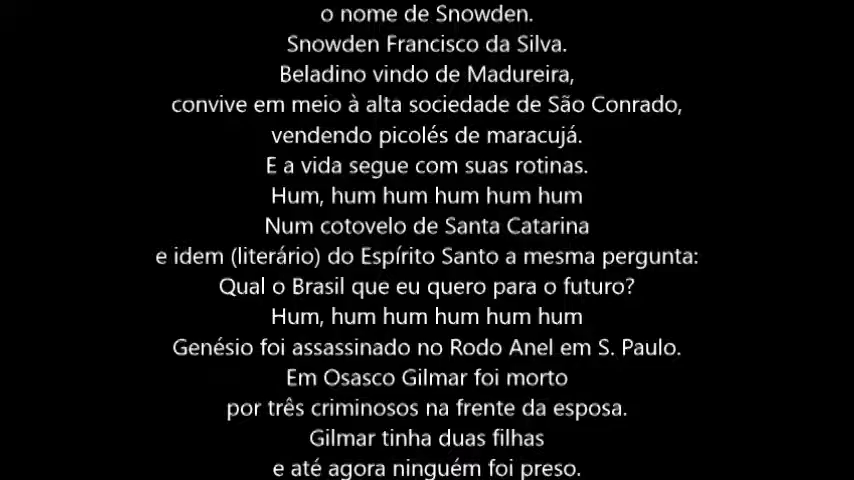 o nome de Snowden.
Snowden Francisco da Silva.
Beladino vindo de Madureira,
convive em meio à alta sociedade de São Conrado,
vendendo picolés de maracujá.
E a vida segue com suas rotinas.
Hum, hum hum hum hum hum
Num cotovelo de Santa Catarina
e idem (literário) do Espírito Santo a mesma pergunta:
Qual o Brasil que eu quero para o futuro?
Hum, hum hum hum hum hum
Genésio foi assassinado no Rodo Anel em S. Paulo.
Em Osasco Gilmar foi morto
por três criminosos na frente da esposa.
Gilmar tinha duas filhas
e até agora ninguém foi preso.